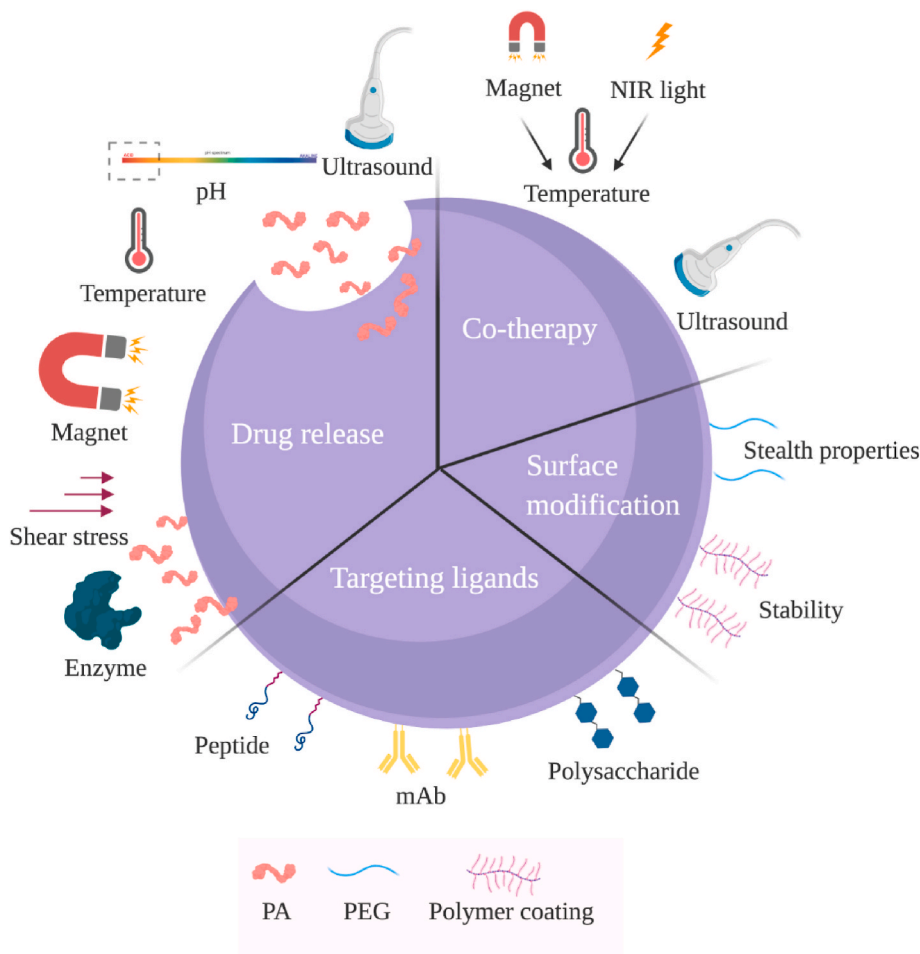 Magnet
NIR light
Ultrasound
pH
Temperature
Temperature
Ultrasound
Co-therapy
Magnet
Drug release
Stealth properties
Surface
modification
Shear stress
Targeting ligands
Stability
Enzyme
Peptide
Polysaccharide
mAb
PA
PEG
Polymer coating